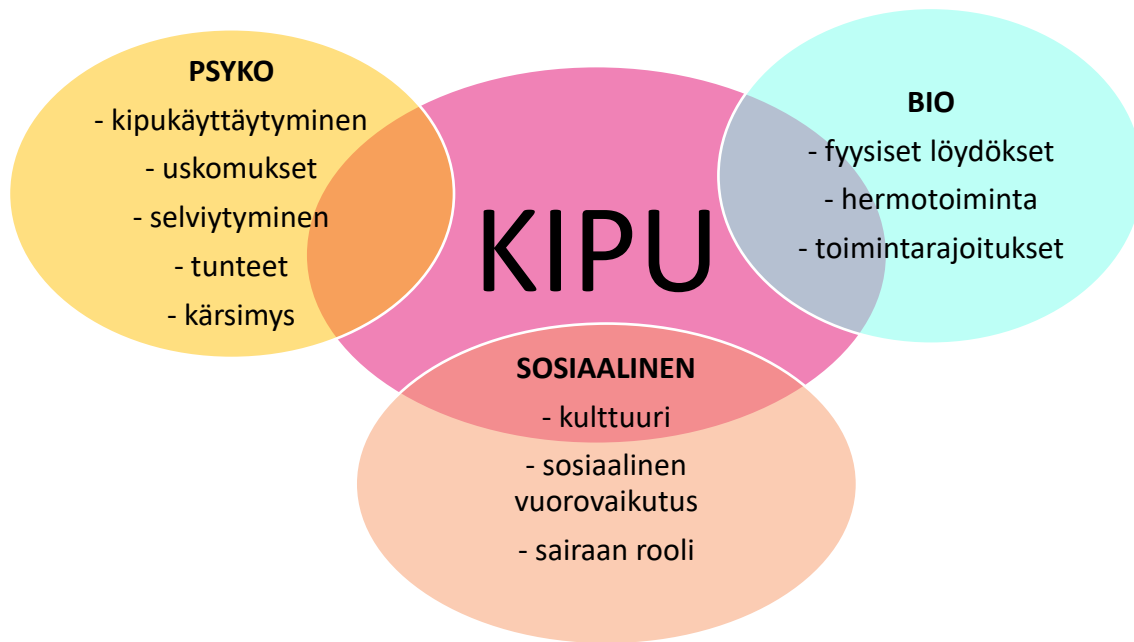 PSYKO
- kipukäyttäytyminen
- uskomukset
- selviytyminen
- tunteet
- kärsimys
KIPU
BIO
- fyysiset löydökset
- hermotoiminta
- toimintarajoitukset
SOSIAALINEN
- kulttuuri
- sosiaalinen
vuorovaikutus
- sairaan rooli